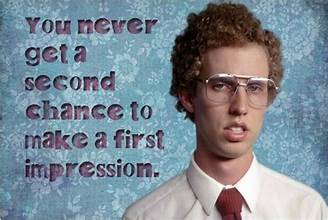 You never
get a
second
chance to
make a first
impression.